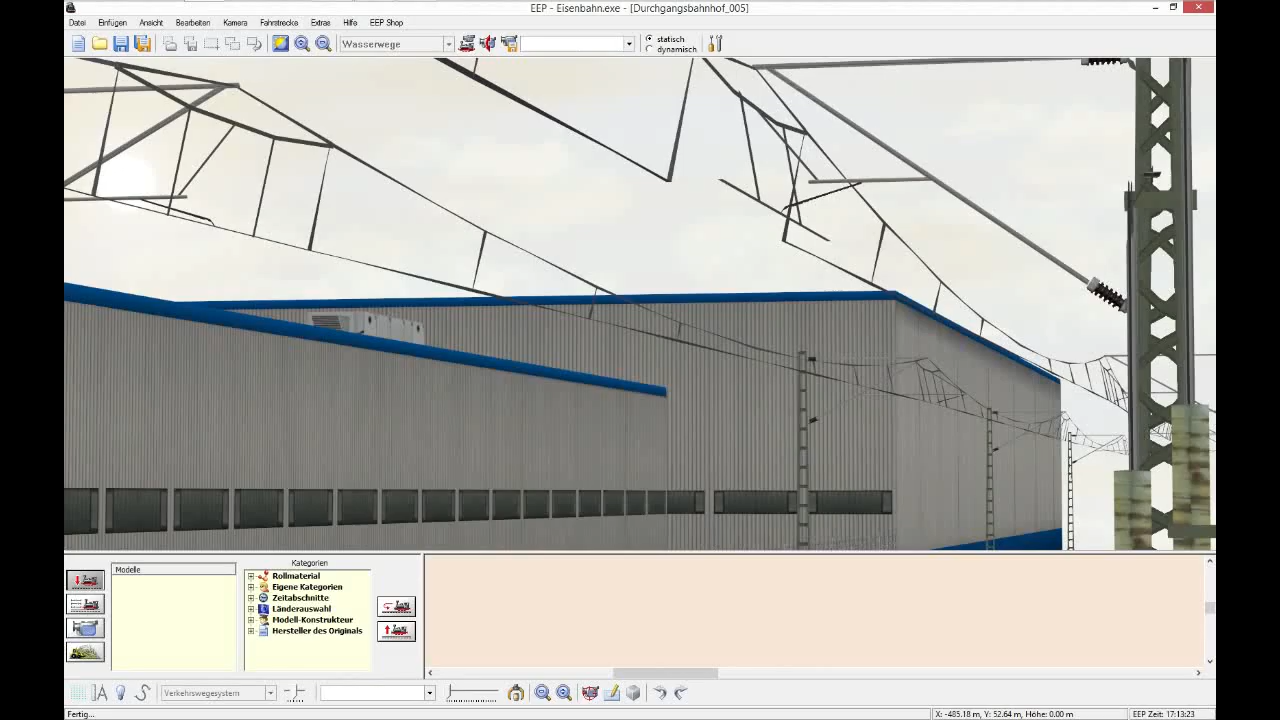 EEP - Eisenbahn.exe - [Durchgangsbahnhof_005]
Datei Einfügen Ansicht Bearbeiten Kamera Fahrstrecke Extras Hilfe EEP Shop
Wasserwege
statisch
dynamisch
Modelle
Kategorien
Rollmaterial
Eigene Kategorien
Zeitabschnitte
Länderauswahl
Modell-Konstrukteur
Hersteller des Originals
Verkehrswegesystem
Fertig... X: -485.18 m, Y: 52.64 m, Höhe: 0.00 m EEP Zeit: 17:13:23